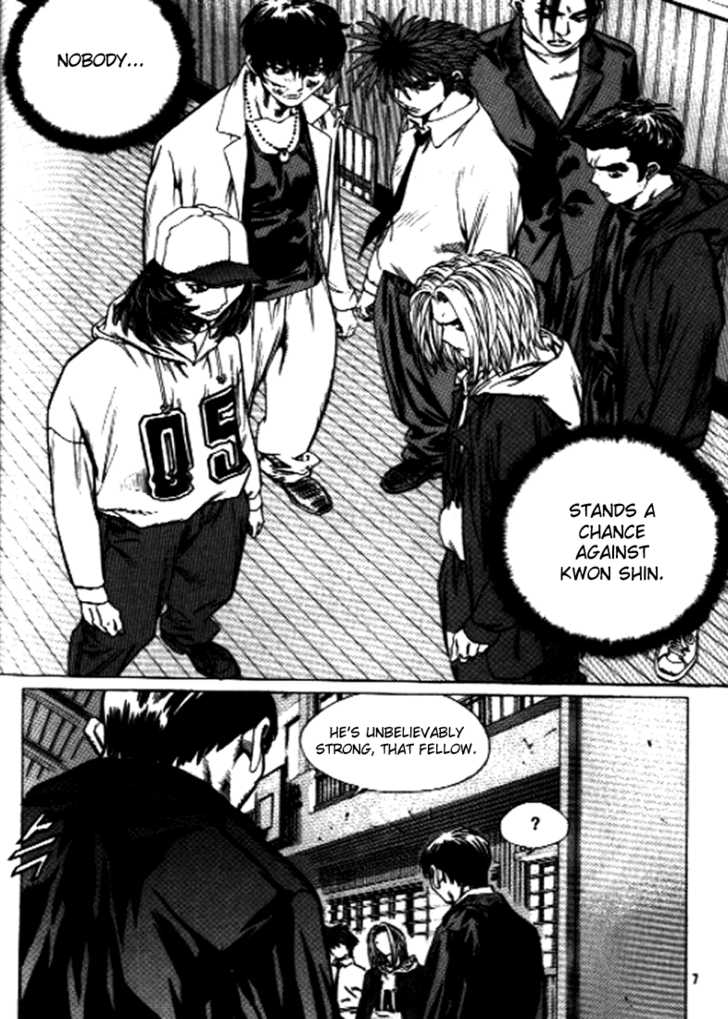 NOBODY...
05
STANDS A
CHANCE
AGAINST
KWON SHIN.
HE'S UNBELIEVABLY
STRONG, THAT FELLOW.
?
7